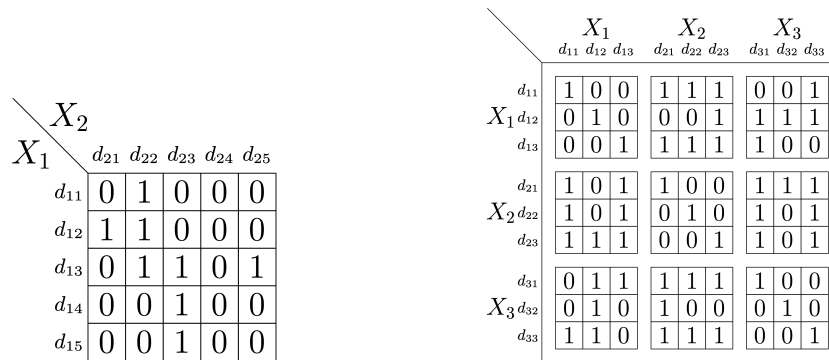 X₂
X₁ d₂₁ d₂₂ d₂₃ d₂₄ d₂₅
d₁₁ 0 1 0 0 0
d₁₂ 1 1 0 0 0
d₁₃ 0 1 1 0 1
d₁₄ 0 0 1 0 0
d₁₅ 0 0 1 0 0
X₁ X₂ X₃
d₁₁ d₁₂ d₁₃ d₂₁ d₂₂ d₂₃ d₃₁ d₃₂ d₃₃
d₁₁ 1 0 0 1 1 1 0 0 1
X₁ d₁₂ 0 1 0 0 0 1 1 1 1
d₁₃ 0 0 1 1 1 1 1 0 0
d₂₁ 1 0 1 1 0 0 1 1 1
X₂ d₂₂ 1 0 1 0 1 0 1 0 1
d₂₃ 1 1 1 0 0 1 1 0 1
d₃₁ 0 1 1 1 1 1 1 0 0
X₃ d₃₂ 0 1 0 1 0 0 0 1 0
d₃₃ 1 1 0 1 1 1 0 0 1